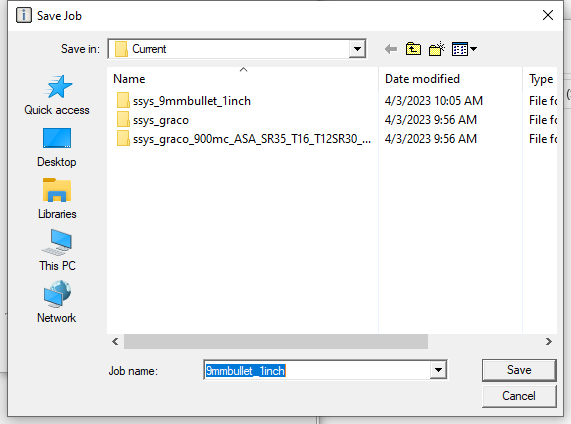 Save Job
Save in: Current
Name Date modified Type
ssys_9mmbullet_1inch 4/3/2023 10:05 AM File fo
ssys_graco 4/3/2023 9:56 AM File fo
ssys_graco_900mc_ASA_SR35_T16_T12SR30_... 4/3/2023 9:56 AM File fo
Quick access
Desktop
Libraries
This PC
Network
Job name: 9mmbullet_1inch Save
Cancel